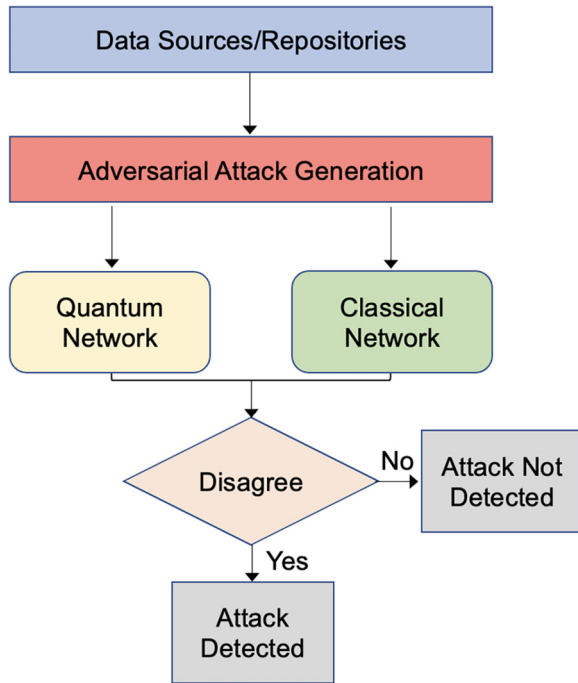 Data Sources/Repositories
Adversarial Attack Generation
Quantum
Network
Classical
Network
Disagree
No
Attack Not
Detected
Yes
Attack
Detected